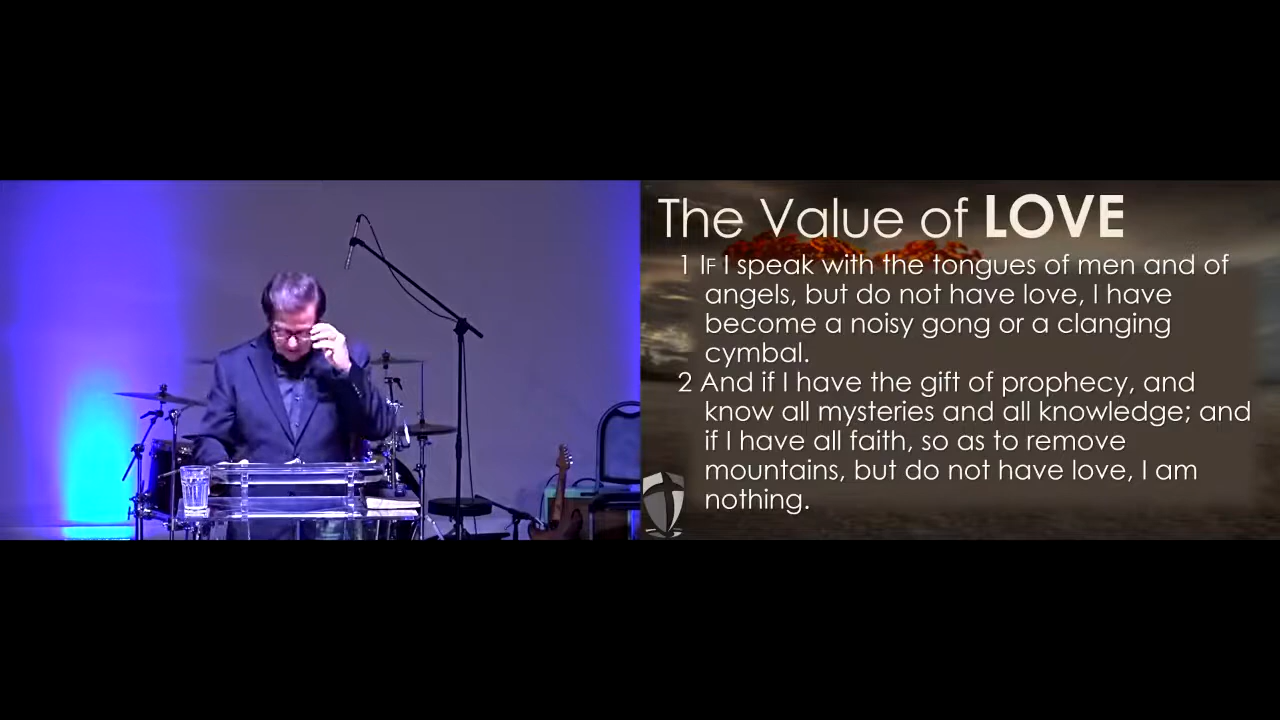 The Value of LOVE
1 IF I speak with the tongues of men and of
angels, but do not have love, I have
become a noisy gong or a clanging
cymbal.
2 And if I have the gift of prophecy, and
know all mysteries and all knowledge; and
if I have all faith, so as to remove
mountains, but do not have love, I am
nothing.